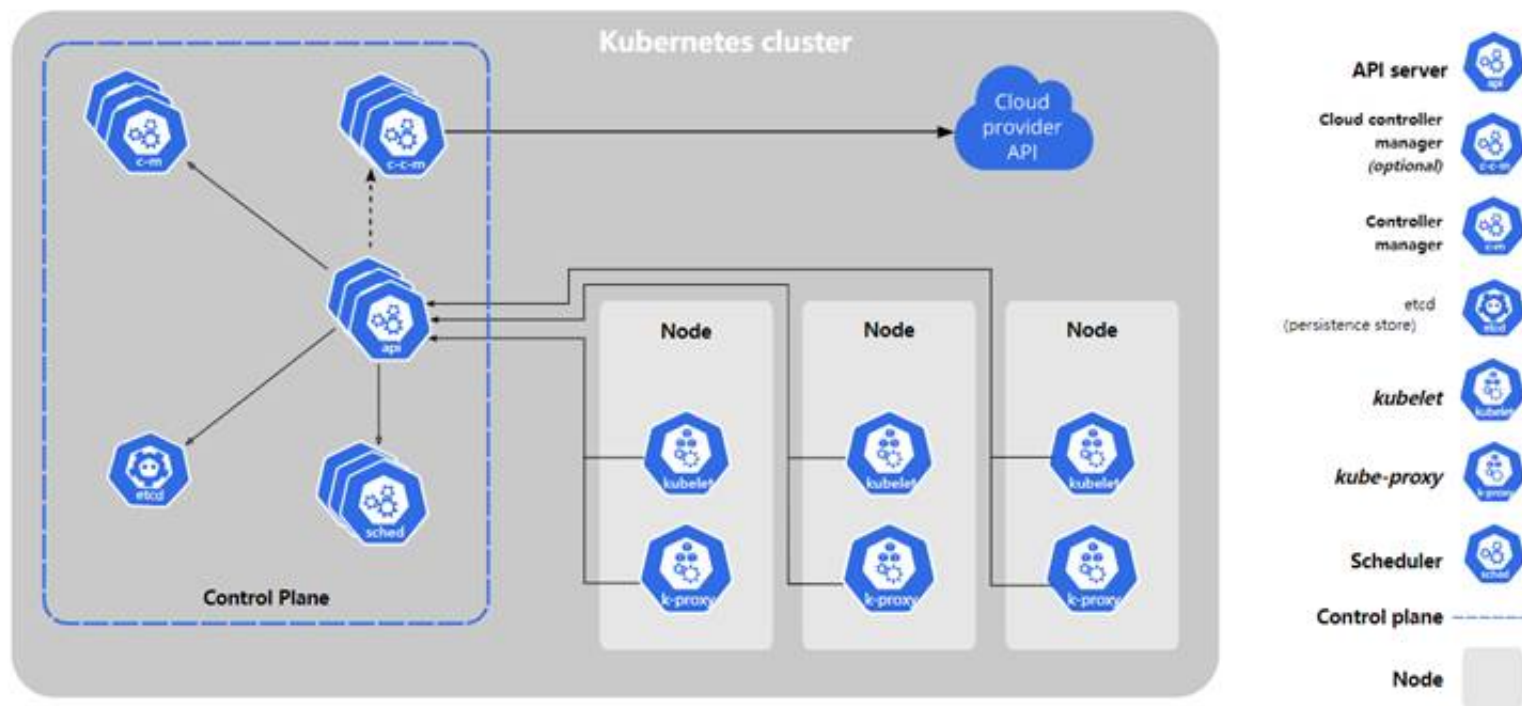 Kubernetes cluster
c-m
c-c-m
Cloud
provider
API
api
etcd
sched
Control Plane
Node
kubelet
k-proxy
Node
kubelet
k-proxy
Node
kubelet
k-proxy
API server
api
Cloud controller
manager
(optional)
c-c-m
Controller
manager
c-m
etcd
(persistence store)
etcd
kubelet
kubelet
kube-proxy
k-proxy
Scheduler
sched
Control plane
Node